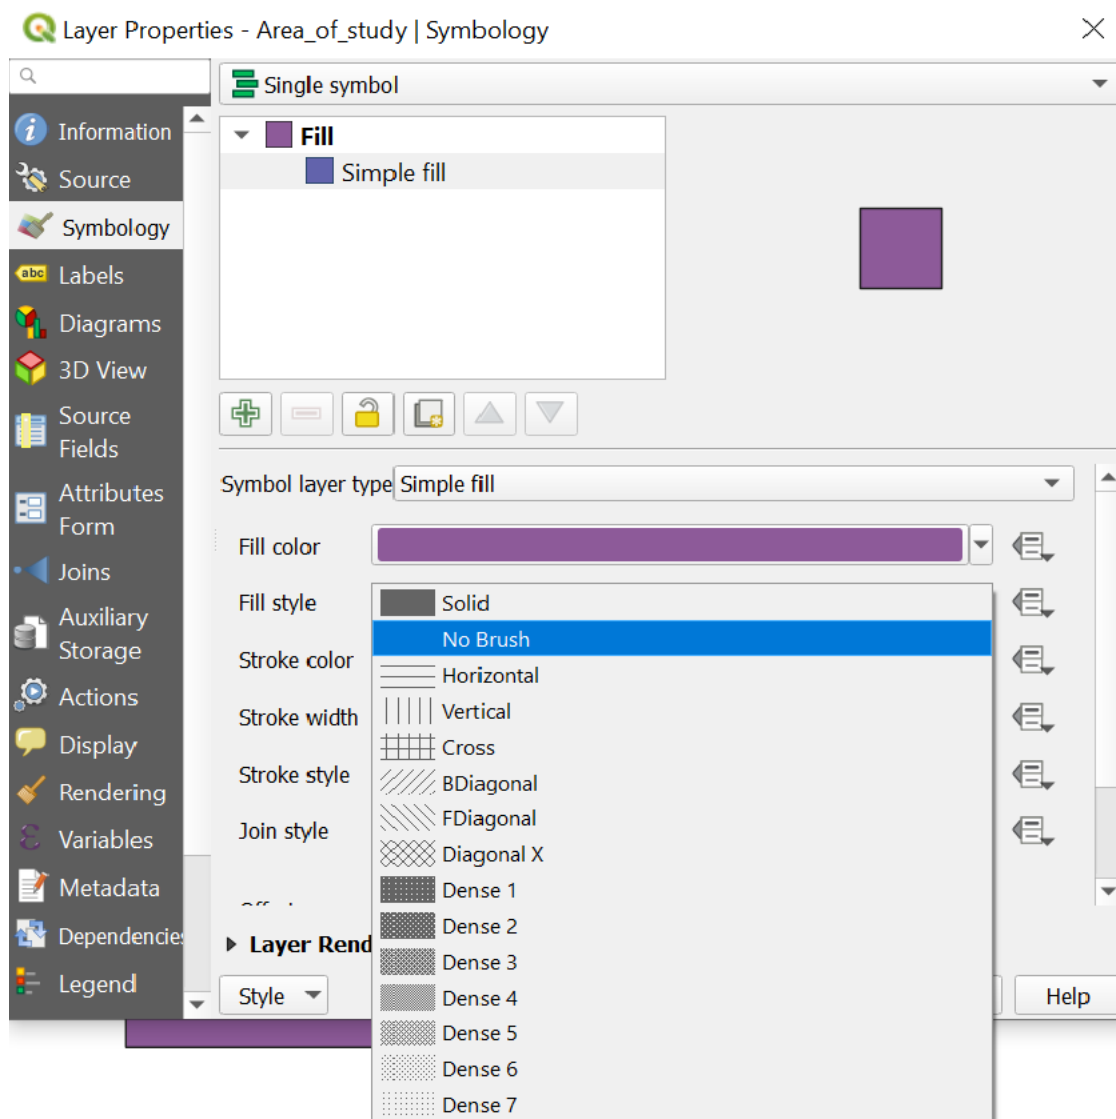 Layer Properties - Area_of_study | Symbology
Single symbol
Information
Source
Symbology
abc Labels
Diagrams
3D View
Source
Fields
Attributes
Form
Joins
Auxiliary
Storage
Actions
Display
Rendering
Variables
Metadata
Dependencies
Legend
Fill
Simple fill
Symbol layer type Simple fill
Fill color
Fill style
Stroke color
Stroke width
Stroke style
Join style
Solid
No Brush
Horizontal
Vertical
Cross
BDiagonal
FDiagonal
Diagonal X
Dense 1
Dense 2
Dense 3
Dense 4
Dense 5
Dense 6
Dense 7
Layer Rend
Style
Help